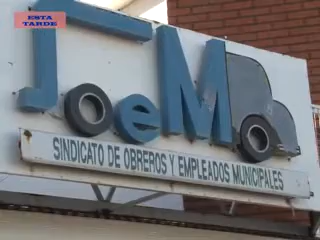 ESTA
TARDE
JoeM
SINDICATO DE OBREROS Y EMPLEADOS MUNICIPALES